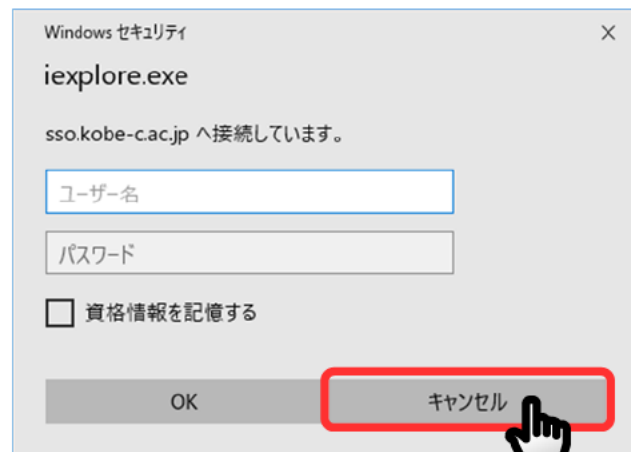 Windows セキュリティ
iexplore.exe
sso.kobe-c.ac.jp へ接続しています。
ユーザー名
パスワード
資格情報を記憶する
OK
キャンセル